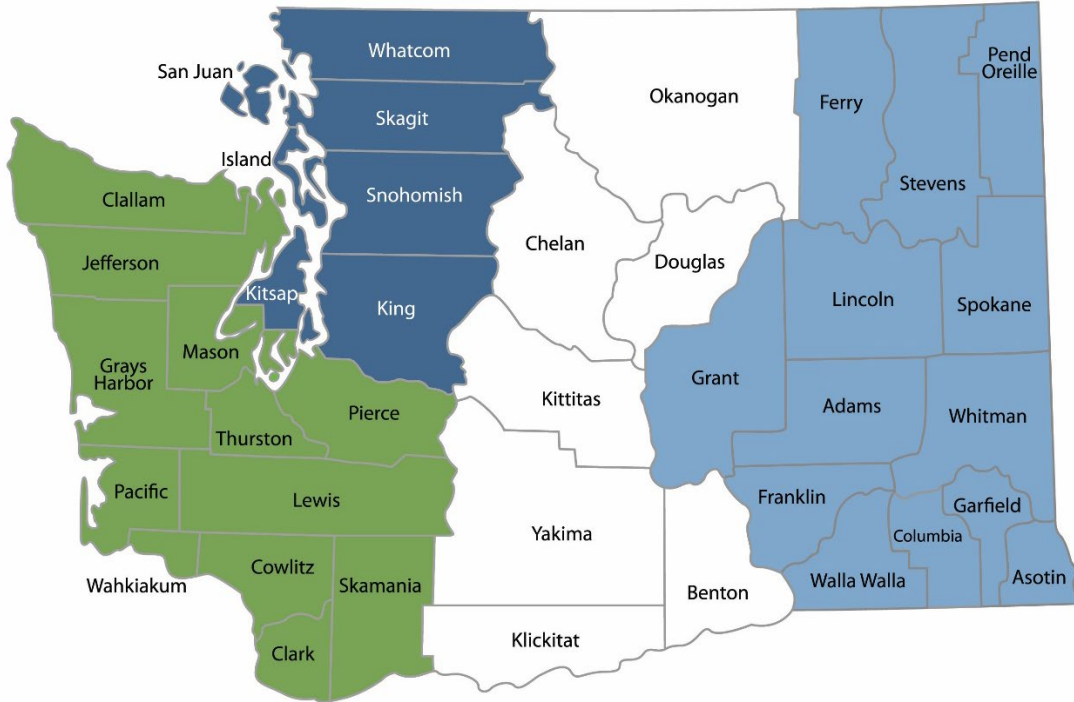 Whatcom
Pend
Oreille
San Juan
Okanogan
Ferry
Skagit
Island
Stevens
Clallam
Snohomish
Chelan
Jefferson
Douglas
Kitsap
King
Lincoln
Spokane
Mason
Grays
Harbor
Grant
Kittitas
Adams
Pierce
Whitman
Thurston
Pacific
Lewis
Franklin
Garfield
Yakima
Columbia
Cowlitz
Skamania
Wahkiakum
Walla Walla
Asotin
Benton
Klickitat
Clark